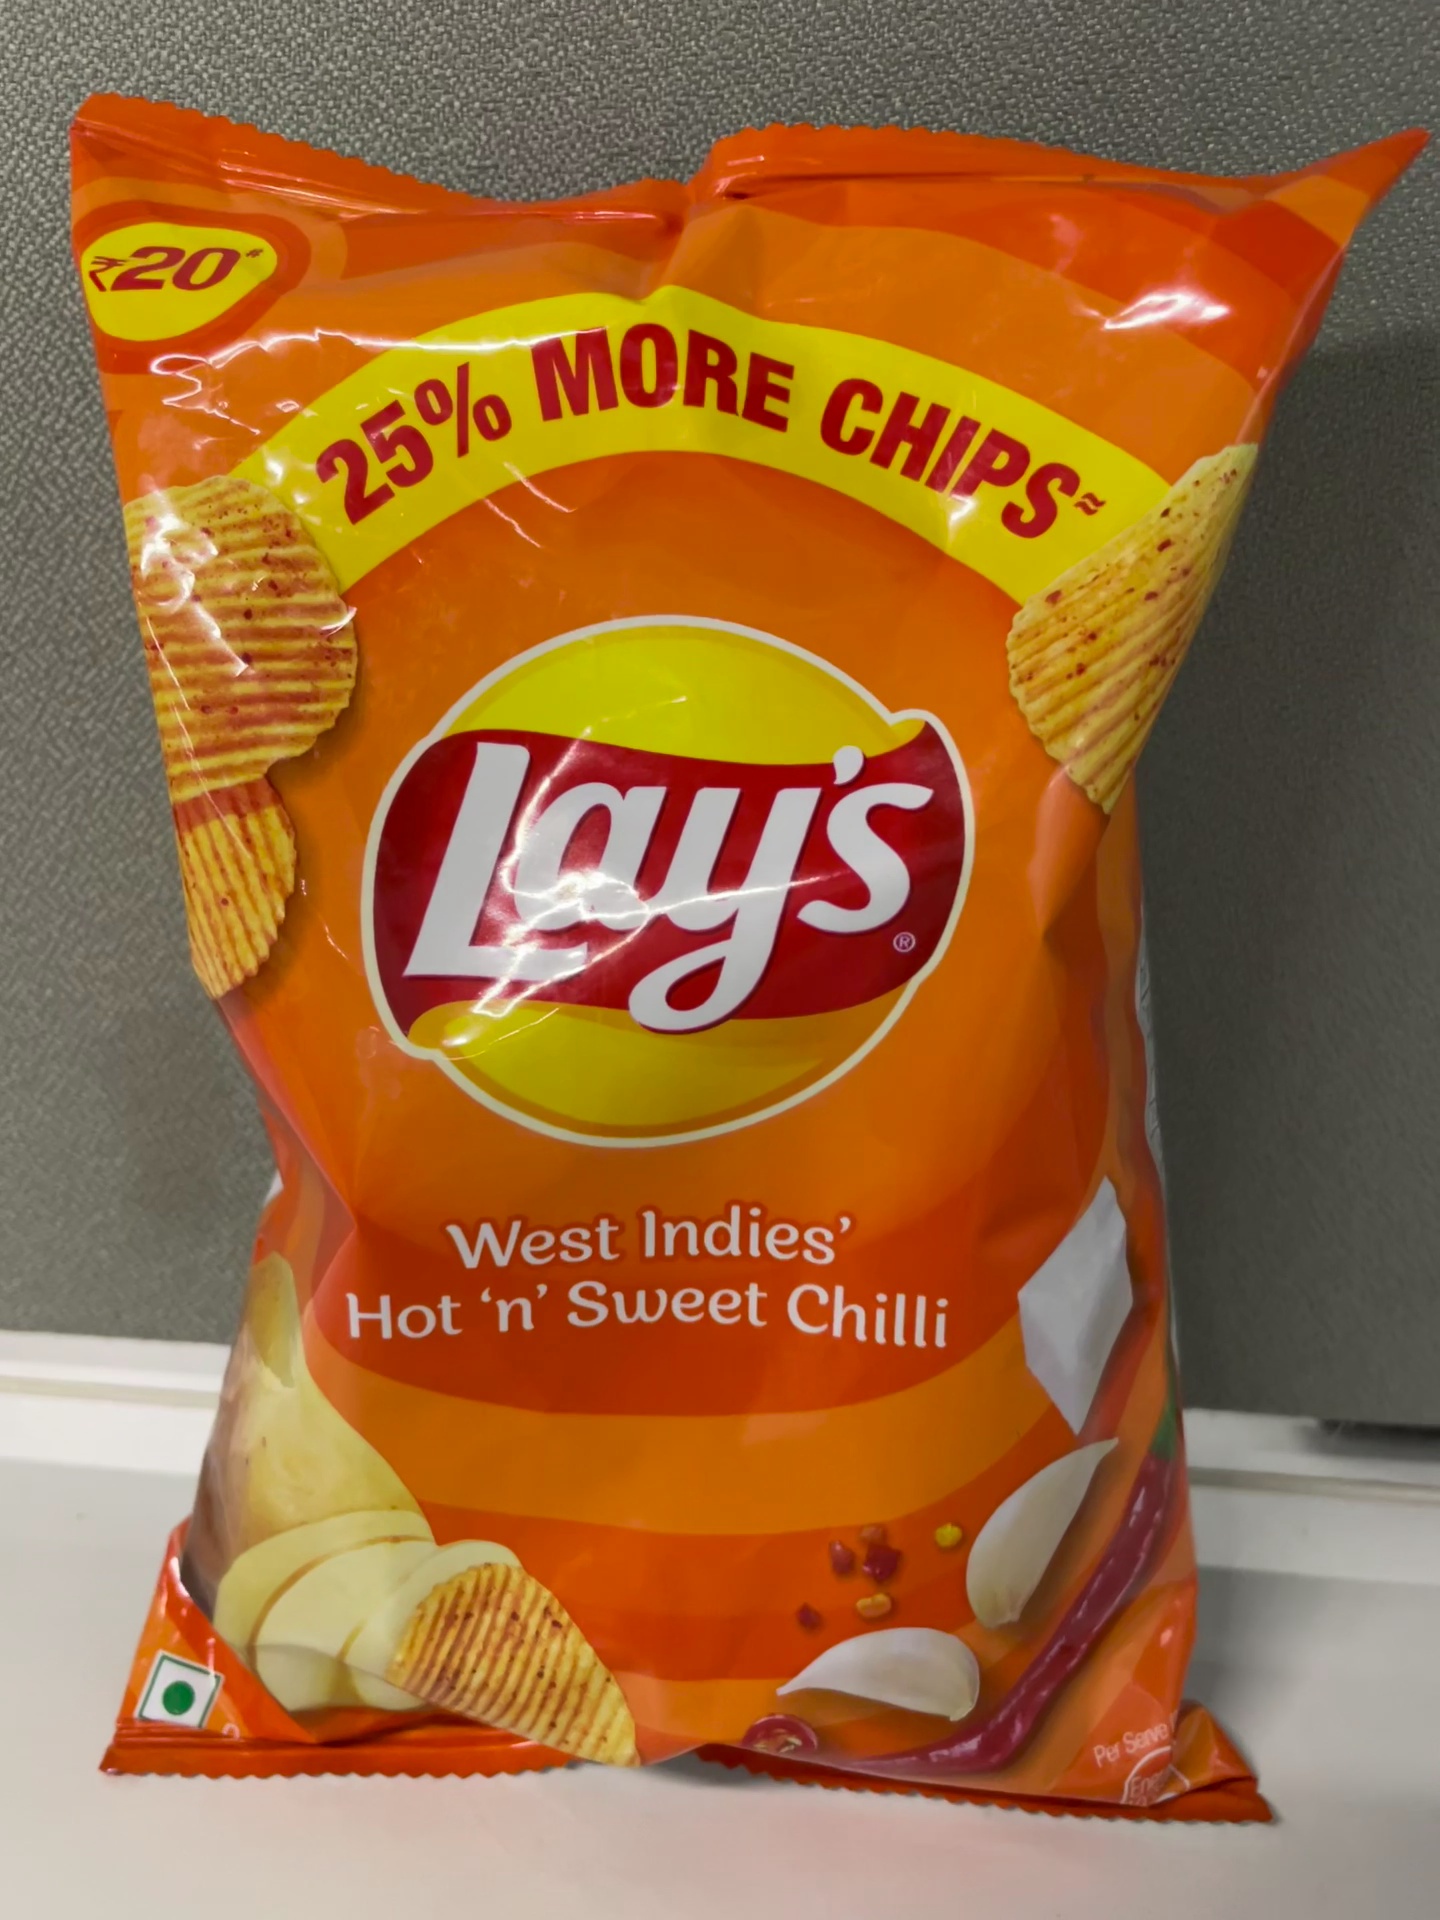 ₹20*
25% MORE CHIPS≈
Lay's
®
West Indies'
Hot 'n' Sweet Chilli
Per Serve